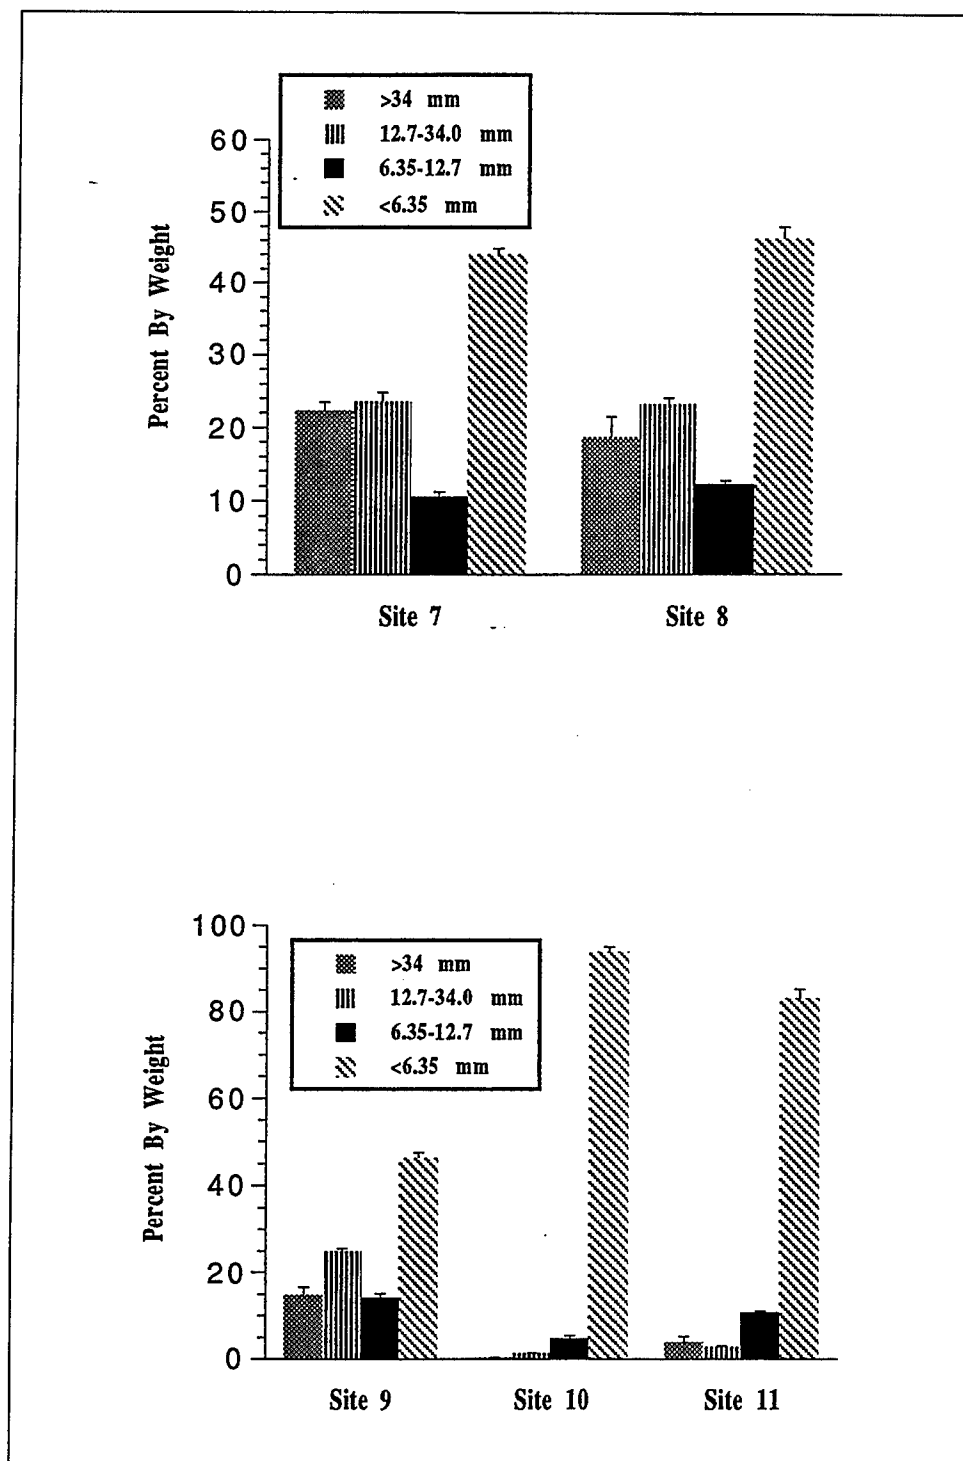 >34 mm
12.7-34.0 mm
6.35-12.7 mm
<6.35 mm
60
50
40
30
20
10
0
Percent By Weight
Site 7 Site 8
>34 mm
12.7-34.0 mm
6.35-12.7 mm
<6.35 mm
100
80
60
40
20
0
Percent By Weight
Site 9 Site 10 Site 11